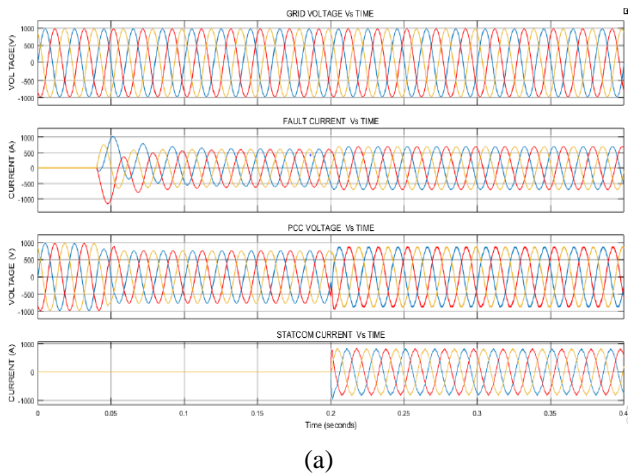 GRID VOLTAGE Vs TIME
VOLTAGE(V)
1000
500
0
-500
-1000
FAULT CURRENT Vs TIME
CURRENT (A)
1000
500
0
-500
-1000
PCC VOLTAGE Vs TIME
VOLTAGE (V)
1000
500
0
-500
-1000
STATCOM CURRENT Vs TIME
CURRENT (A)
1000
0
-1000
0 0.05 0.1 0.15 0.2 0.25 0.3 0.35 0.4
Time (seconds)
(a)